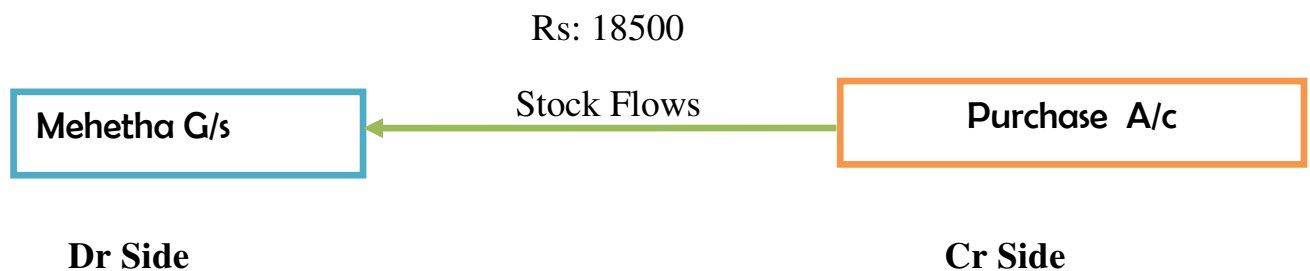 Rs: 18500
Stock Flows
Mehetha G/s
Purchase A/c
Dr Side
Cr Side